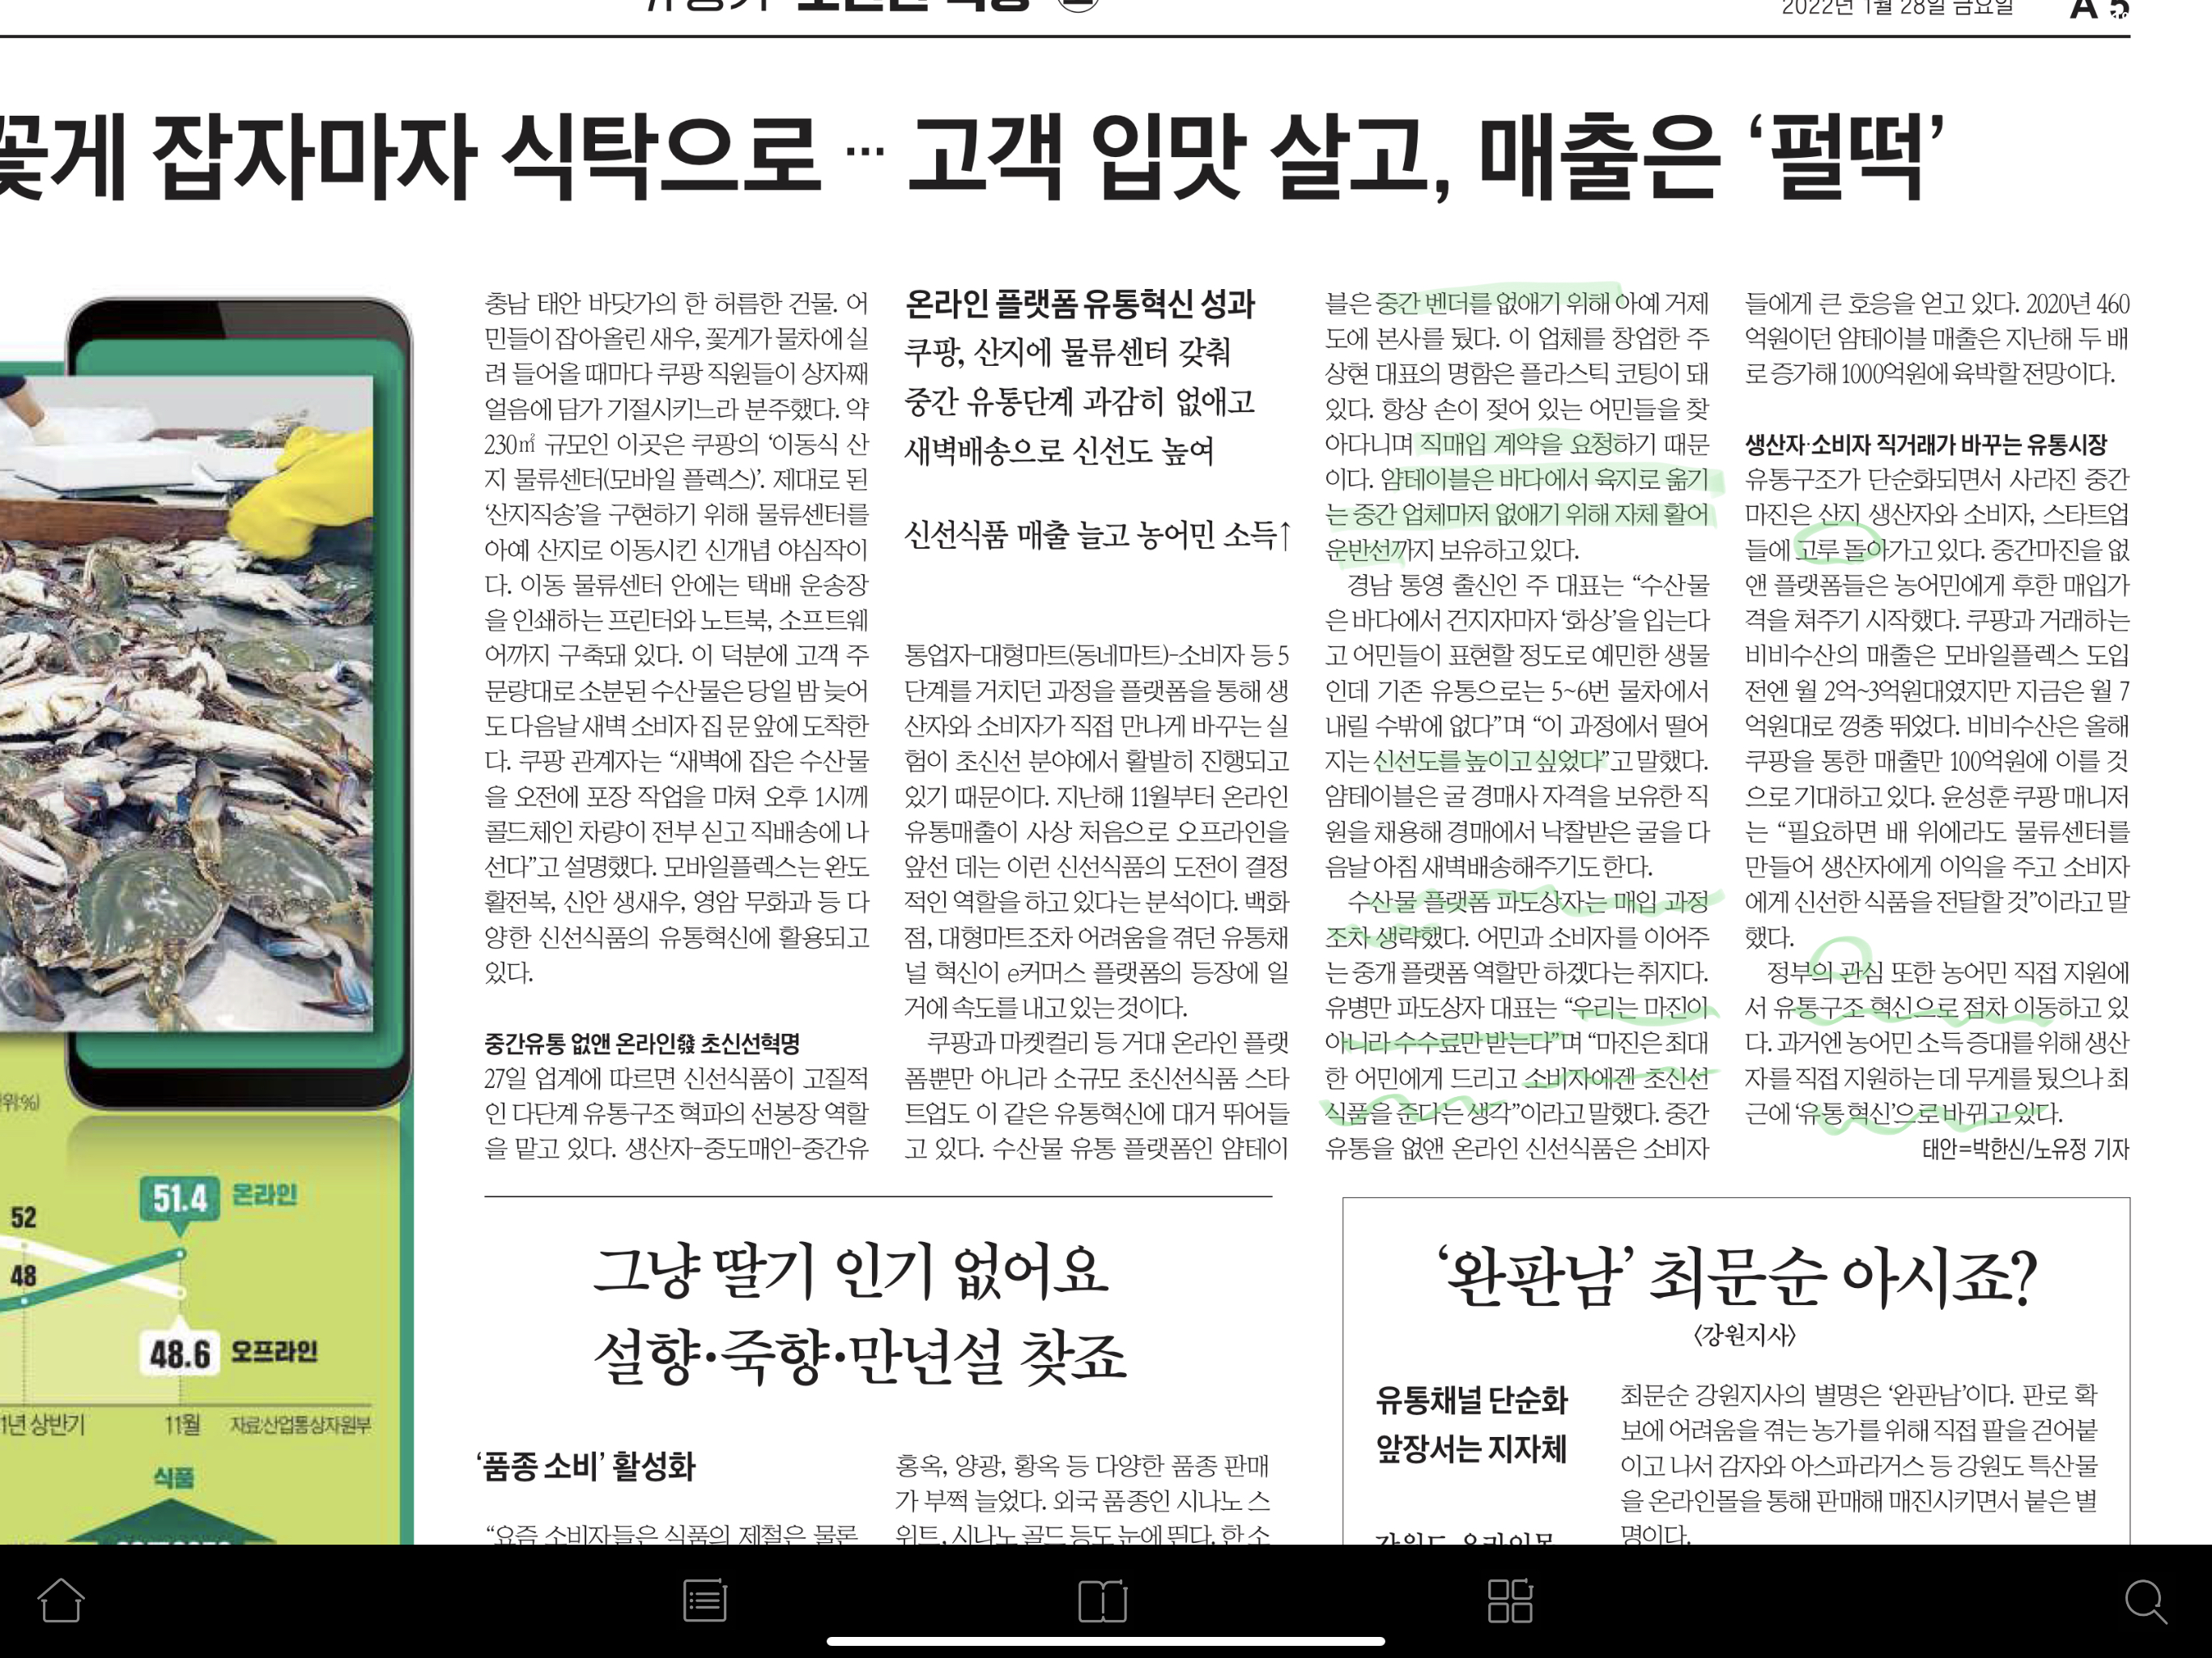 2022년 1월 28일 금요일
꽃게 잡자마자 식탁으로 … 고객 입맛 살고, 매출은 ‘펄떡’
충남 태안 바닷가의 한 허름한 건물. 어
민들이 잡아올린 새우, 꽃게가 물차에 실
려 들어올 때마다 쿠팡 직원들이 상자째
얼음에 담가 기절시키느라 분주했다. 약
230㎡ 규모인 이곳은 쿠팡의 ‘이동식 산
지 물류센터(모바일 플렉스)’. 제대로 된
‘산지직송’을 구현하기 위해 물류센터를
아예 산지로 이동시킨 신개념 야심작이
다. 이동 물류센터 안에는 택배 운송장
을 인쇄하는 프린터와 노트북, 소프트웨
어까지 구축돼 있다. 이 덕분에 고객 주
문량대로 소분된 수산물은 당일 밤 늦어
도 다음날 새벽 소비자 집 문 앞에 도착한
다. 쿠팡 관계자는 “새벽에 잡은 수산물
을 오전에 포장 작업을 마쳐 오후 1시께
콜드체인 차량이 전부 싣고 직배송에 나
선다”고 설명했다. 모바일플렉스는 완도
활전복, 신안 생새우, 영암 무화과 등 다
양한 신선식품의 유통혁신에 활용되고
있다.
중간유통 없앤 온라인發 초신선혁명
27일 업계에 따르면 신선식품이 고질적
인 다단계 유통구조 혁파의 선봉장 역할
을 맡고 있다. 생산자-중도매인-중간유
온라인 플랫폼 유통혁신 성과
쿠팡, 산지에 물류센터 갖춰
중간 유통단계 과감히 없애고
새벽배송으로 신선도 높여
신선식품 매출 늘고 농어민 소득↑
통업자-대형마트(동네마트)-소비자 등 5
단계를 거치던 과정을 플랫폼을 통해 생
산자와 소비자가 직접 만나게 바꾸는 실
험이 초신선 분야에서 활발히 진행되고
있기 때문이다. 지난해 11월부터 온라인
유통매출이 사상 처음으로 오프라인을
앞선 데는 이런 신선식품의 도전이 결정
적인 역할을 하고 있다는 분석이다. 백화
점, 대형마트조차 어려움을 겪던 유통채
널 혁신이 e커머스 플랫폼의 등장에 일
거에 속도를 내고 있는 것이다.
쿠팡과 마켓컬리 등 거대 온라인 플랫
폼뿐만 아니라 소규모 초신선식품 스타
트업도 이 같은 유통혁신에 대거 뛰어들
고 있다. 수산물 유통 플랫폼인 얌테이
블은 중간 벤더를 없애기 위해 아예 거제
도에 본사를 뒀다. 이 업체를 창업한 주
상현 대표의 명함은 플라스틱 코팅이 돼
있다. 항상 손이 젖어 있는 어민들을 찾
아다니며 직매입 계약을 요청하기 때문
이다. 얌테이블은 바다에서 육지로 옮기
는 중간 업체마저 없애기 위해 자체 활어
운반선까지 보유하고 있다.
경남 통영 출신인 주 대표는 “수산물
은 바다에서 건지자마자 ‘화상’을 입는다
고 어민들이 표현할 정도로 예민한 생물
인데 기존 유통으로는 5~6번 물차에서
내릴 수밖에 없다”며 “이 과정에서 떨어
지는 신선도를 높이고 싶었다”고 말했다.
얌테이블은 굴 경매사 자격을 보유한 직
원을 채용해 경매에서 낙찰받은 굴을 다
음날 아침 새벽배송해주기도 한다.
수산물 플랫폼 파도상자는 매입 과정
조차 생략했다. 어민과 소비자를 이어주
는 중개 플랫폼 역할만 하겠다는 취지다.
유병만 파도상자 대표는 “우리는 마진이
아니라 수수료만 받는다”며 “마진은 최대
한 어민에게 드리고 소비자에겐 초신선
식품을 준다는 생각”이라고 말했다. 중간
유통을 없앤 온라인 신선식품은 소비자
들에게 큰 호응을 얻고 있다. 2020년 460
억원이던 얌테이블 매출은 지난해 두 배
로 증가해 1000억원에 육박할 전망이다.
생산자·소비자 직거래가 바꾸는 유통시장
유통구조가 단순화되면서 사라진 중간
마진은 산지 생산자와 소비자, 스타트업
들에 고루 돌아가고 있다. 중간마진을 없
앤 플랫폼들은 농어민에게 후한 매입가
격을 쳐주기 시작했다. 쿠팡과 거래하는
비비수산의 매출은 모바일플렉스 도입
전엔 월 2억~3억원대였지만 지금은 월 7
억원대로 껑충 뛰었다. 비비수산은 올해
쿠팡을 통한 매출만 100억원에 이를 것
으로 기대하고 있다. 윤성훈 쿠팡 매니저
는 “필요하면 배 위에라도 물류센터를
만들어 생산자에게 이익을 주고 소비자
에게 신선한 식품을 전달할 것”이라고 말
했다.
정부의 관심 또한 농어민 직접 지원에
서 유통구조 혁신으로 점차 이동하고 있
다. 과거엔 농어민 소득 증대를 위해 생산
자를 직접 지원하는 데 무게를 뒀으나 최
근에 ‘유통 혁신’으로 바뀌고 있다.
태안=박한신/노유정 기자
위:%)
52
48
51.4 온라인
48.6 오프라인
1년 상반기 11월 자료:산업통상자원부
식품
그냥 딸기 인기 없어요
설향·죽향·만년설 찾죠
‘품종 소비’ 활성화
“요즘 소비자들은 식품의 제철은 물론
홍옥, 양광, 황옥 등 다양한 품종 판매
가 부쩍 늘었다. 외국 품종인 시나노 스
위트, 시나노 골드 등도 눈에 띈다. 한 소
‘완판남’ 최문순 아시죠?
〈강원지사〉
유통채널 단순화
앞장서는 지자체
최문순 강원지사의 별명은 ‘완판남’이다. 판로 확
보에 어려움을 겪는 농가를 위해 직접 팔을 걷어붙
이고 나서 감자와 아스파라거스 등 강원도 특산물
을 온라인몰을 통해 판매해 매진시키면서 붙은 별
명이다.